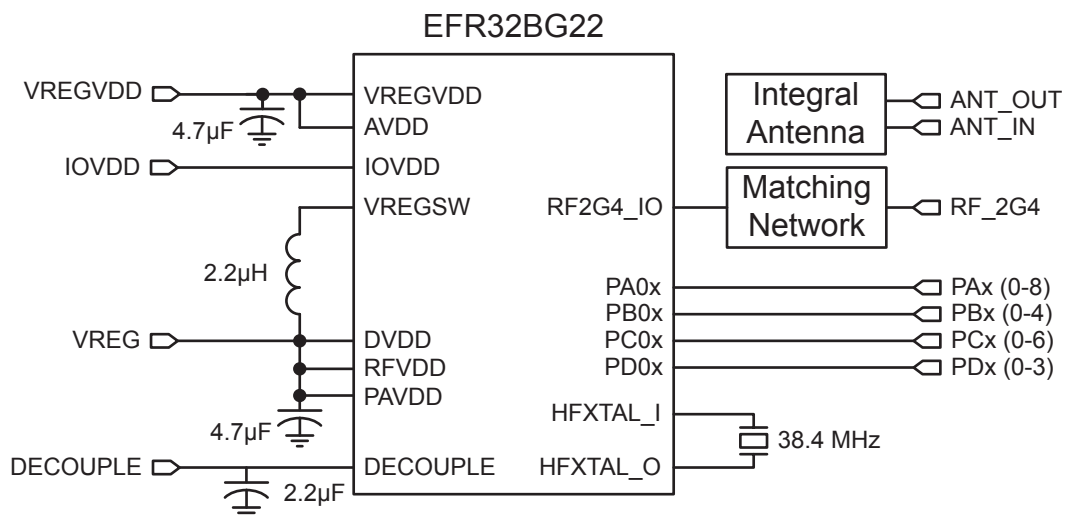 EFR32BG22
VREGVDD
4.7µF
VREGVDD
AVDD
IOVDD
IOVDD
VREGSW
2.2µH
VREG
DVDD
RFVDD
PAVDD
4.7µF
DECOUPLE
DECOUPLE
2.2µF
RF2G4_IO
PA0x
PB0x
PC0x
PD0x
HFXTAL_I
HFXTAL_O
38.4 MHz
Integral
Antenna
ANT_OUT
ANT_IN
Matching
Network
RF_2G4
PAx (0-8)
PBx (0-4)
PCx (0-6)
PDx (0-3)